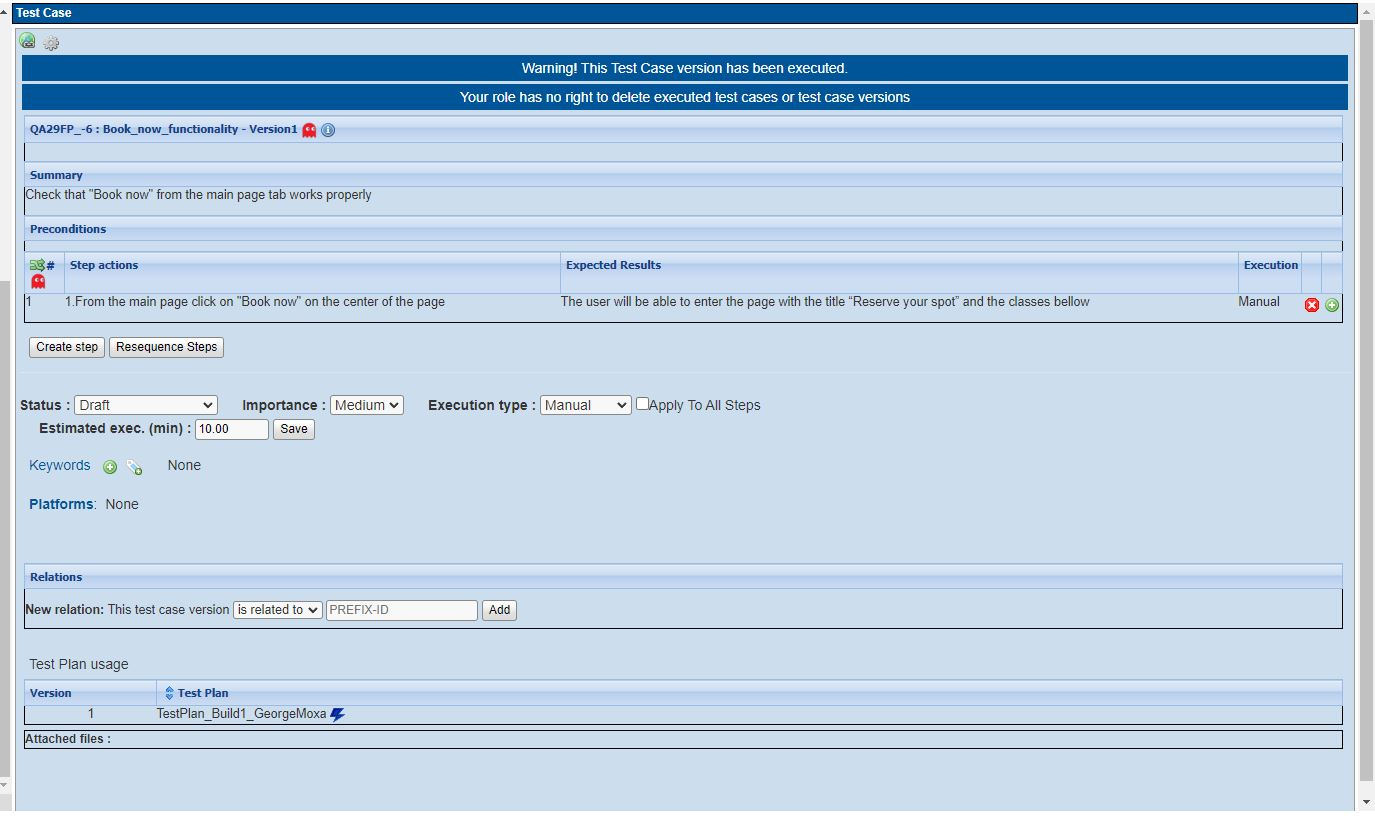 Test Case
Warning! This Test Case version has been executed.
Your role has no right to delete executed test cases or test case versions
QA29FP_-6 : Book_now_functionality - Version1
Summary
Check that "Book now" from the main page tab works properly
Preconditions
# Step actions Expected Results Execution
1 1.From the main page click on "Book now" on the center of the page The user will be able to enter the page with the title “Reserve your spot” and the classes bellow Manual
Create step Resequence Steps
Status : Draft Importance : Medium Execution type : Manual Apply To All Steps
Estimated exec. (min) : 10.00 Save
Keywords None
Platforms: None
Relations
New relation: This test case version is related to PREFIX-ID Add
Test Plan usage
Version Test Plan
1 TestPlan_Build1_GeorgeMoxa
Attached files :